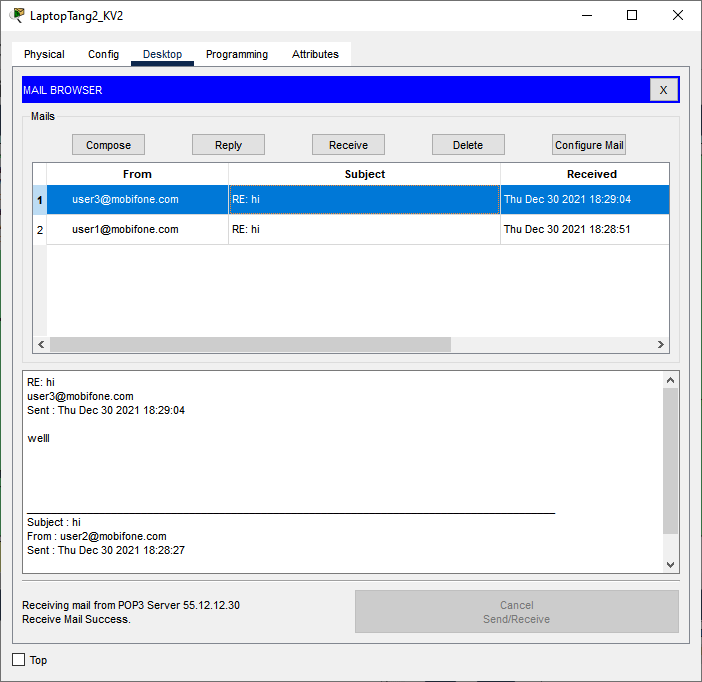 LaptopTang2_KV2
Physical Config Desktop Programming Attributes
MAIL BROWSER X
Mails
Compose Reply Receive Delete Configure Mail
From Subject Received
1 user3@mobifone.com RE: hi Thu Dec 30 2021 18:29:04
2 user1@mobifone.com RE: hi Thu Dec 30 2021 18:28:51
RE: hi
user3@mobifone.com
Sent : Thu Dec 30 2021 18:29:04
welll
Subject : hi
From : user2@mobifone.com
Sent : Thu Dec 30 2021 18:28:27
Receiving mail from POP3 Server 55.12.12.30
Receive Mail Success.
Cancel
Send/Receive
Top